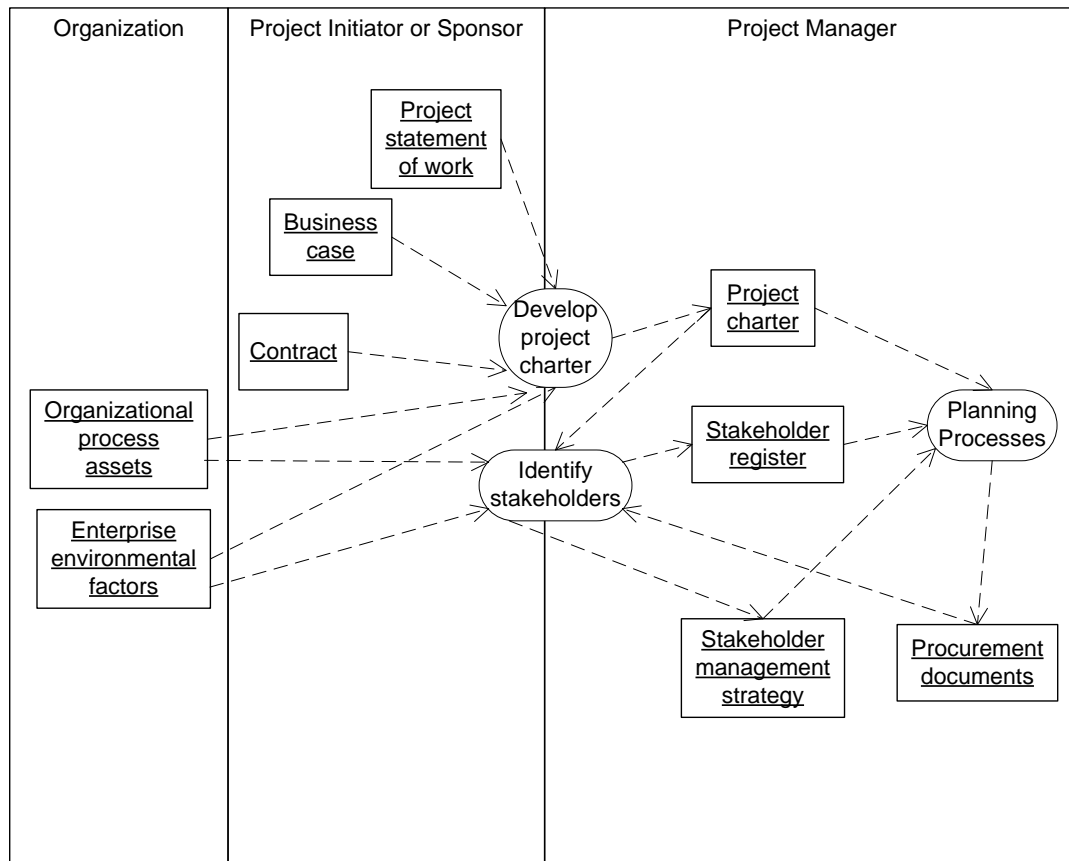 Organization
Project Initiator or Sponsor
Project Manager
Project
statement
of work
Business
case
Develop
project
charter
Project
charter
Contract
Organizational
process
assets
Planning
Processes
Stakeholder
register
Identify
stakeholders
Enterprise
environmental
factors
Stakeholder
management
strategy
Procurement
documents